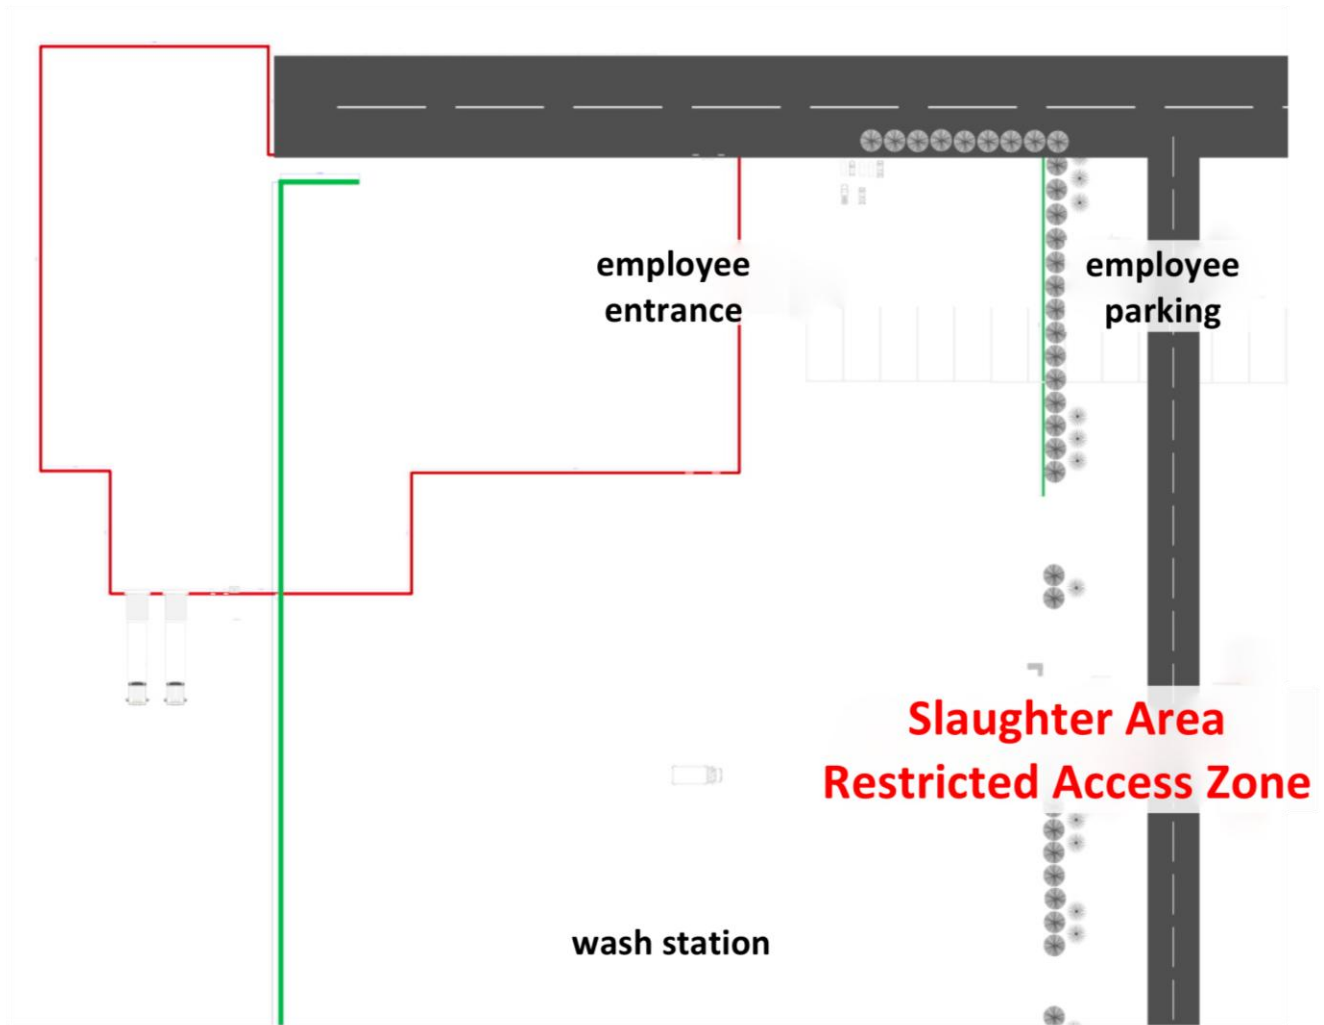 employee
entrance
employee
parking
Slaughter Area
Restricted Access Zone
wash station